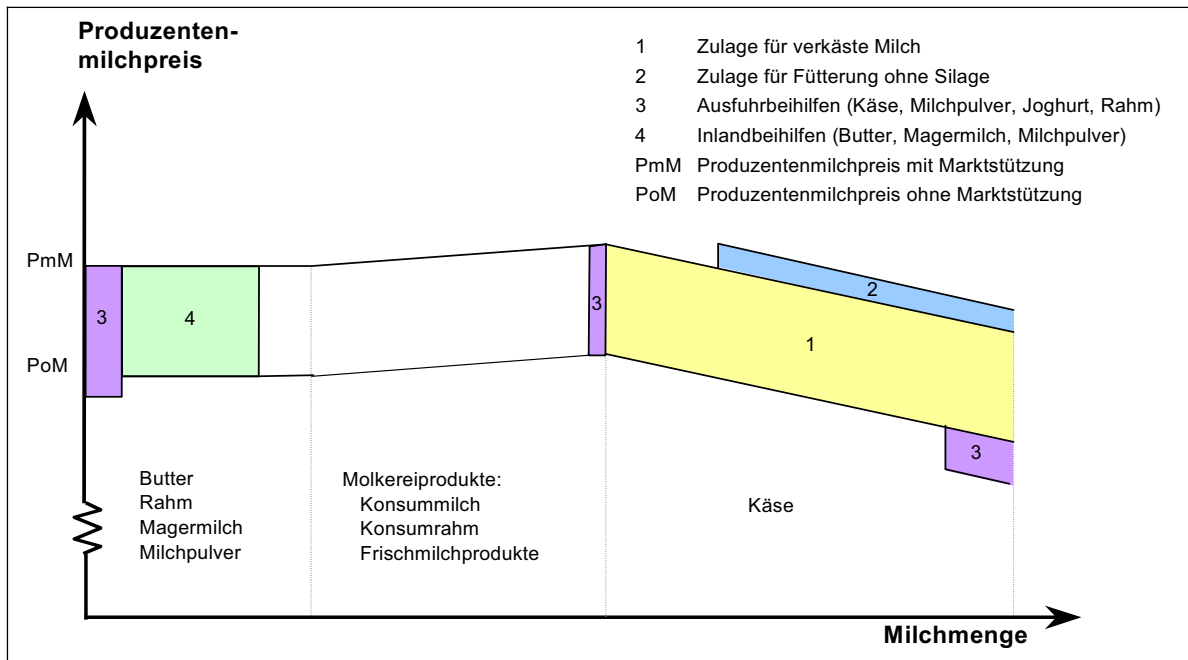 Produzenten-
milchpreis
1 Zulage für verkäste Milch
2 Zulage für Fütterung ohne Silage
3 Ausfuhrbeihilfen (Käse, Milchpulver, Joghurt, Rahm)
4 Inlandbeihilfen (Butter, Magermilch, Milchpulver)
PmM Produzentenmilchpreis mit Marktstützung
PoM Produzentenmilchpreis ohne Marktstützung
PmM
PoM
3
4
3
2
1
3
Butter
Rahm
Magermilch
Milchpulver
Molkereiprodukte:
Konsummilch
Konsumrahm
Frischmilchprodukte
Käse
Milchmenge